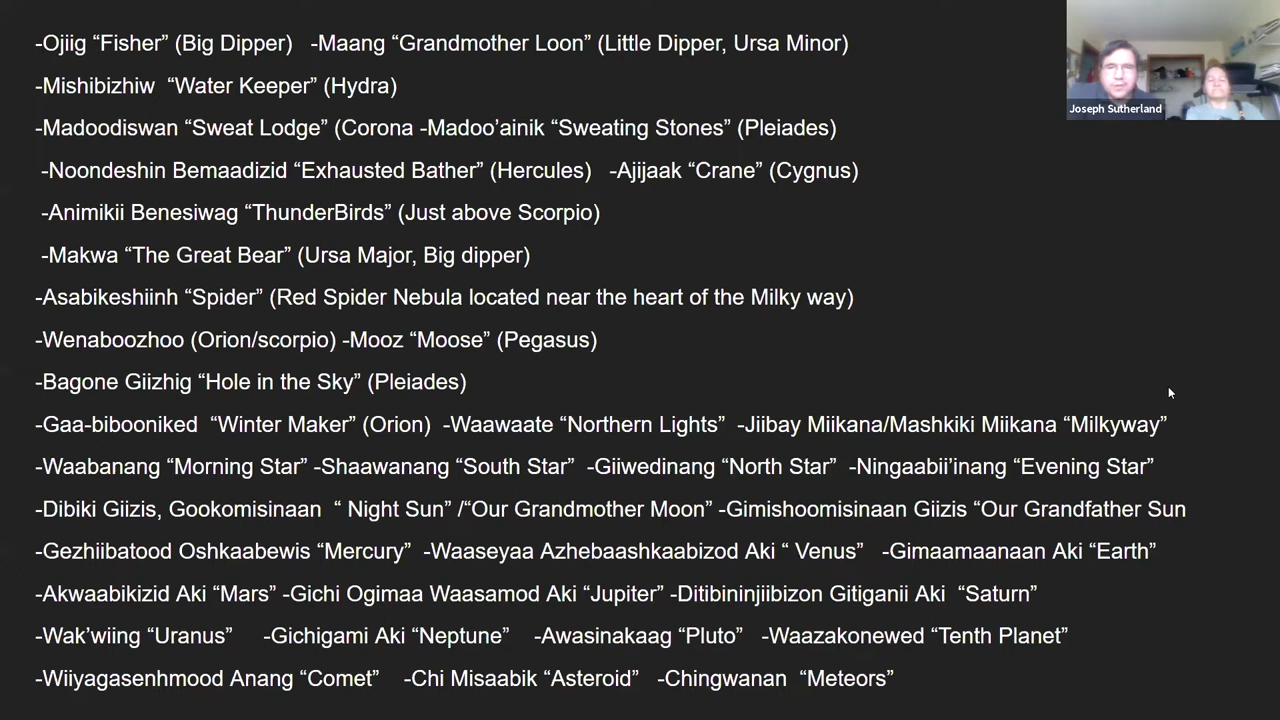 -Ojiig “Fisher” (Big Dipper) -Maang “Grandmother Loon” (Little Dipper, Ursa Minor)
Joseph Sutherland
-Mishibizhiw “Water Keeper” (Hydra)
-Madoodiswan “Sweat Lodge” (Corona -Madoo’ainik “Sweating Stones” (Pleiades)
-Noondeshin Bemaadizid “Exhausted Bather” (Hercules) -Ajijaak “Crane” (Cygnus)
-Animikii Benesiwag “ThunderBirds” (Just above Scorpio)
-Makwa “The Great Bear” (Ursa Major, Big dipper)
-Asabikeshiinh “Spider” (Red Spider Nebula located near the heart of the Milky way)
-Wenaboozhoo (Orion/scorpio) -Mooz “Moose” (Pegasus)
-Bagone Giizhig “Hole in the Sky” (Pleiades)
-Gaa-bibooniked “Winter Maker” (Orion) -Waawaate “Northern Lights” -Jiibay Miikana/Mashkiki Miikana “Milkyway”
-Waabanang “Morning Star” -Shaawanang “South Star” -Giiwedinang “North Star” -Ningaabii’inang “Evening Star”
-Dibiki Giizis, Gookomisinaan “ Night Sun” /“Our Grandmother Moon” -Gimishoomisinaan Giizis “Our Grandfather Sun
-Gezhiibatood Oshkaabewis “Mercury” -Waaseyaa Azhebaashkaabizod Aki “ Venus” -Gimaamaanaan Aki “Earth”
-Akwaabikizid Aki “Mars” -Gichi Ogimaa Waasamod Aki “Jupiter” -Ditibininjiibizon Gitiganii Aki “Saturn”
-Wak’wiing “Uranus” -Gichigami Aki “Neptune” -Awasinakaag “Pluto” -Waazakonewed “Tenth Planet”
-Wiiyagasenhmood Anang “Comet” -Chi Misaabik “Asteroid” -Chingwanan “Meteors”